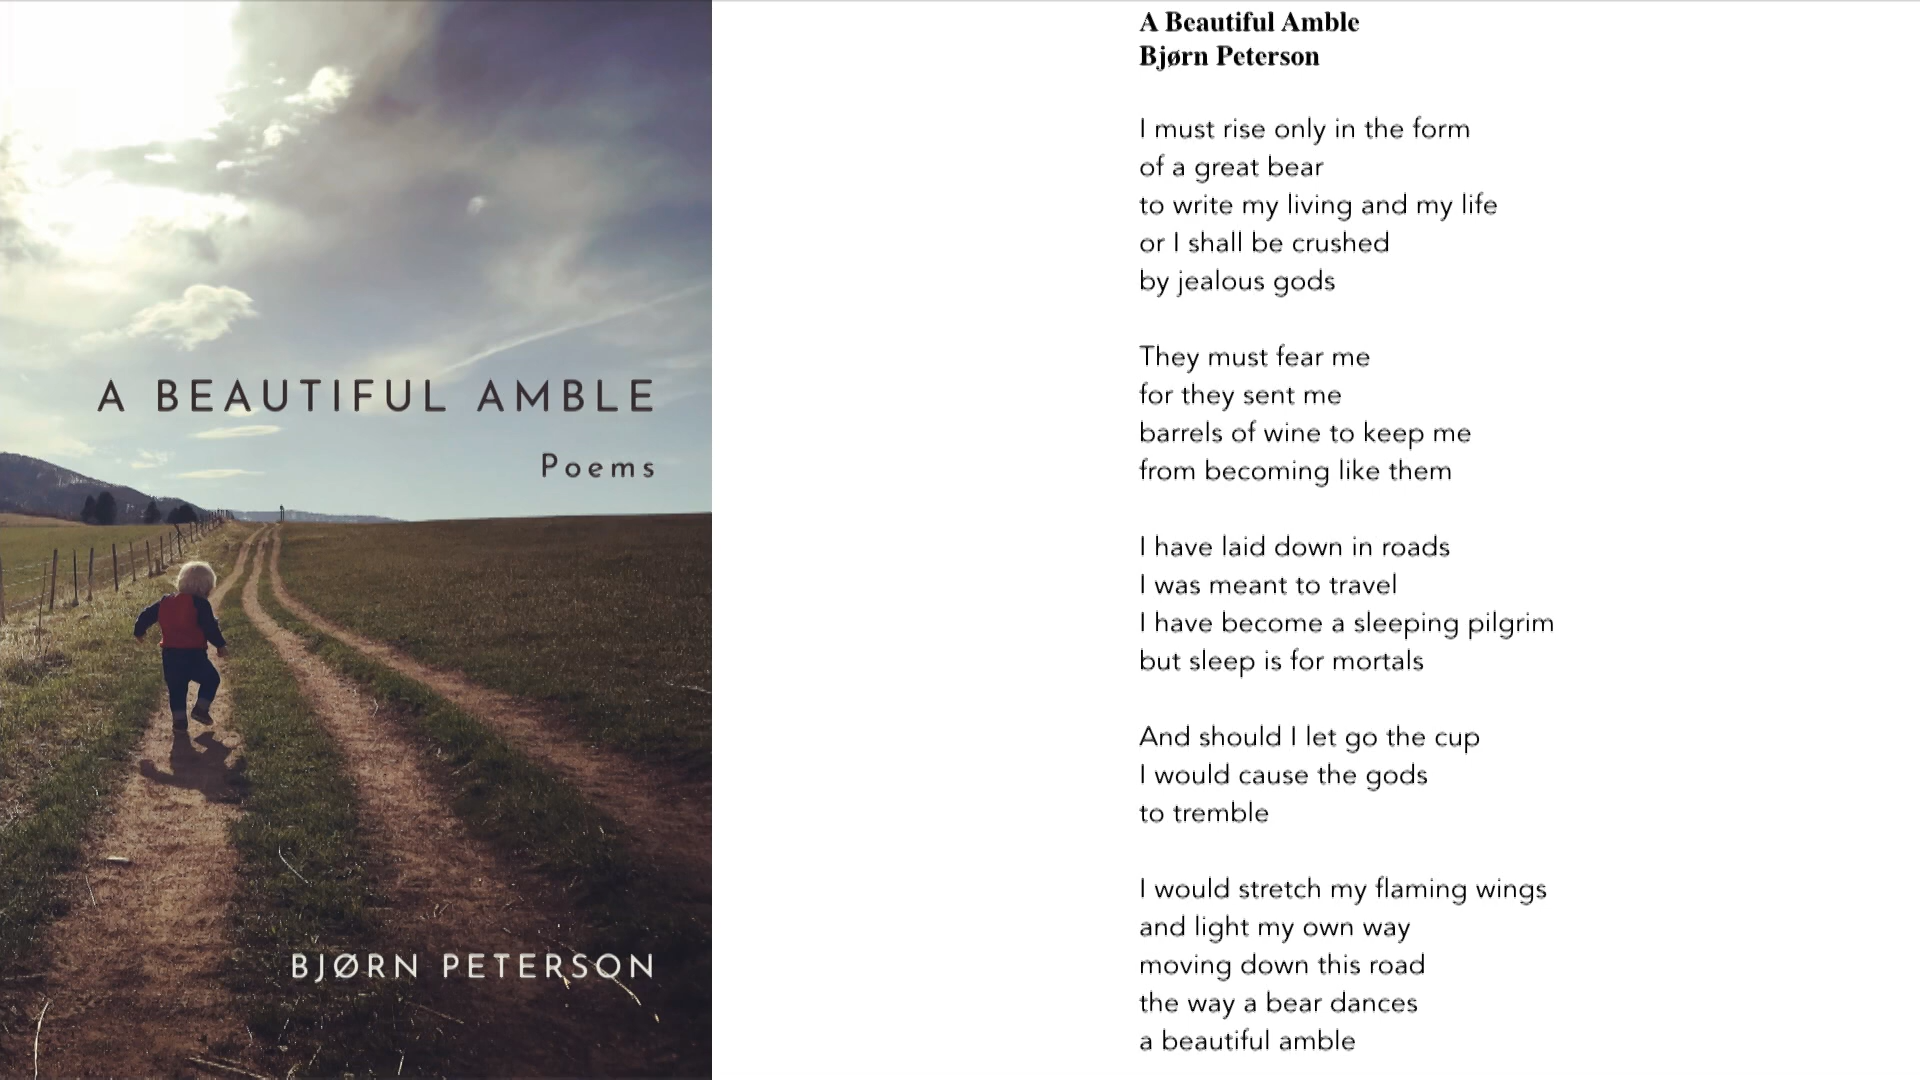 A BEAUTIFUL AMBLE
Poems
BJØRN PETERSON
A Beautiful Amble
Bjørn Peterson
I must rise only in the form
of a great bear
to write my living and my life
or I shall be crushed
by jealous gods
They must fear me
for they sent me
barrels of wine to keep me
from becoming like them
I have laid down in roads
I was meant to travel
I have become a sleeping pilgrim
but sleep is for mortals
And should I let go the cup
I would cause the gods
to tremble
I would stretch my flaming wings
and light my own way
moving down this road
the way a bear dances
a beautiful amble